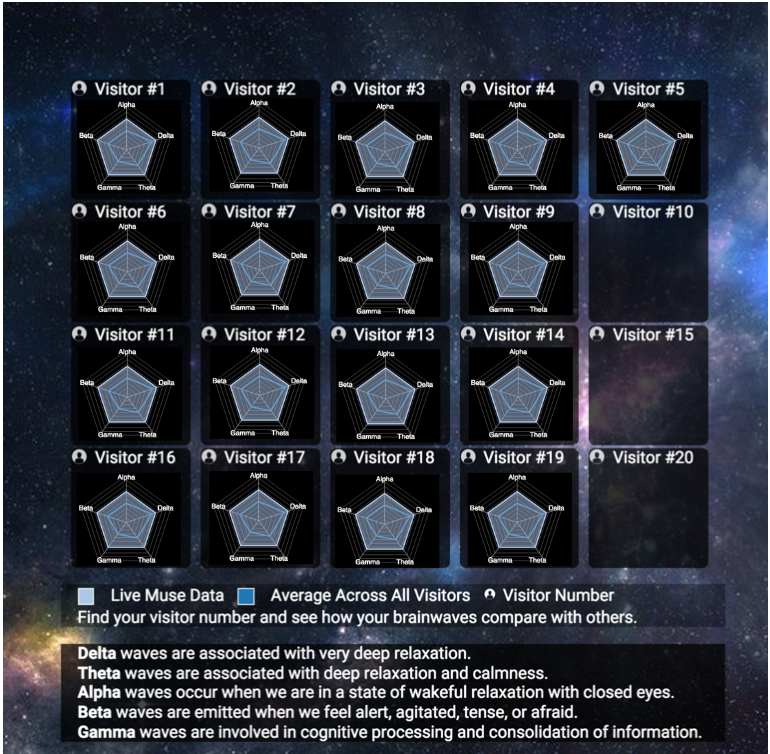 Visitor #1 Visitor #2 Visitor #3 Visitor #4 Visitor #5
Alpha Alpha Alpha Alpha Alpha
Beta Delta Beta Delta Beta Delta Beta Delta Beta Delta
Gamma Theta Gamma Theta Gamma Theta Gamma Theta Gamma Theta
Visitor #6 Visitor #7 Visitor #8 Visitor #9 Visitor #10
Alpha Alpha Alpha Alpha
Beta Delta Beta Delta Beta Delta Beta Delta
Gamma Theta Gamma Theta Gamma Theta Gamma Theta
Visitor #11 Visitor #12 Visitor #13 Visitor #14 Visitor #15
Alpha Alpha Alpha Alpha
Beta Delta Beta Delta Beta Delta Beta Delta
Gamma Theta Gamma Theta Gamma Theta Gamma Theta
Visitor #16 Visitor #17 Visitor #18 Visitor #19 Visitor #20
Alpha Alpha Alpha Alpha
Beta Delta Beta Delta Beta Delta Beta Delta
Gamma Theta Gamma Theta Gamma Theta Gamma Theta
Live Muse Data Average Across All Visitors Visitor Number
Find your visitor number and see how your brainwaves compare with others.
Delta waves are associated with very deep relaxation.
Theta waves are associated with deep relaxation and calmness.
Alpha waves occur when we are in a state of wakeful relaxation with closed eyes.
Beta waves are emitted when we feel alert, agitated, tense, or afraid.
Gamma waves are involved in cognitive processing and consolidation of information.